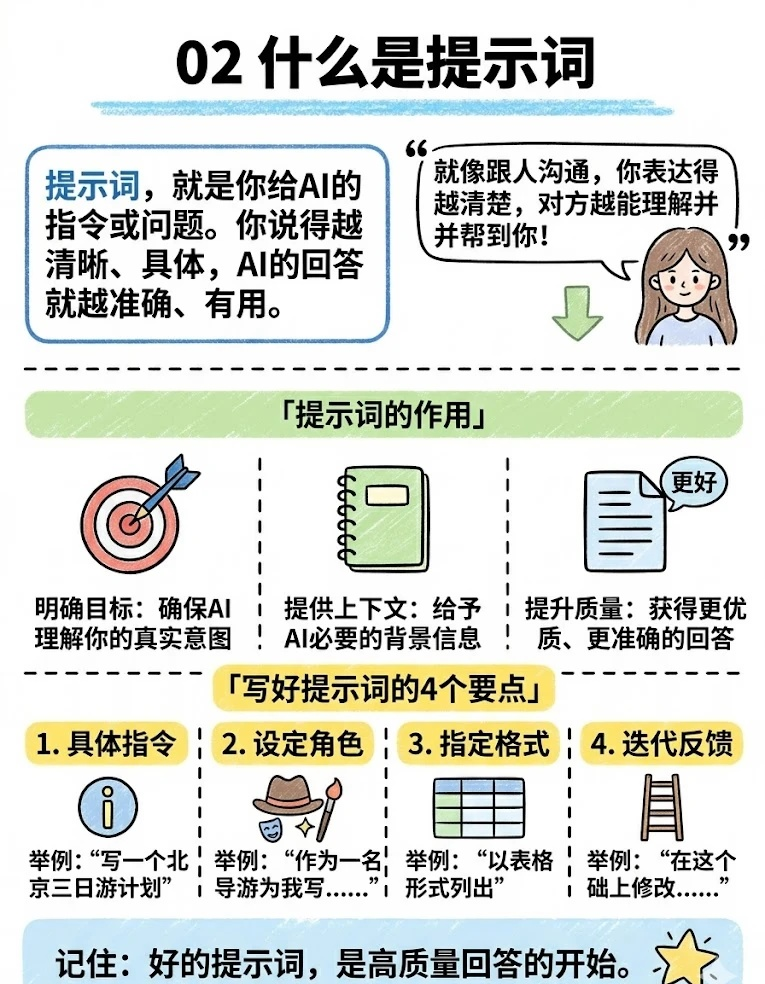 02 什么是提示词
提示词，就是你给AI的
指令或问题。你说得越
清晰、具体，AI的回答
就越准确、有用。
“就像跟人沟通，你表达得
越清楚，对方越能理解并
并帮到你！”
「提示词的作用」
明确目标：确保AI
理解你的真实意图
提供上下文：给予
AI必要的背景信息
更好
提升质量：获得更优
质、更准确的回答
「写好提示词的4个要点」
1. 具体指令
举例：“写一个北
京三日游计划”
2. 设定角色
举例：“作为一名
导游为我写……”
3. 指定格式
举例：“以表格
形式列出”
4. 迭代反馈
举例：“在这个
础上修改……”
记住：好的提示词，是高质量回答的开始。